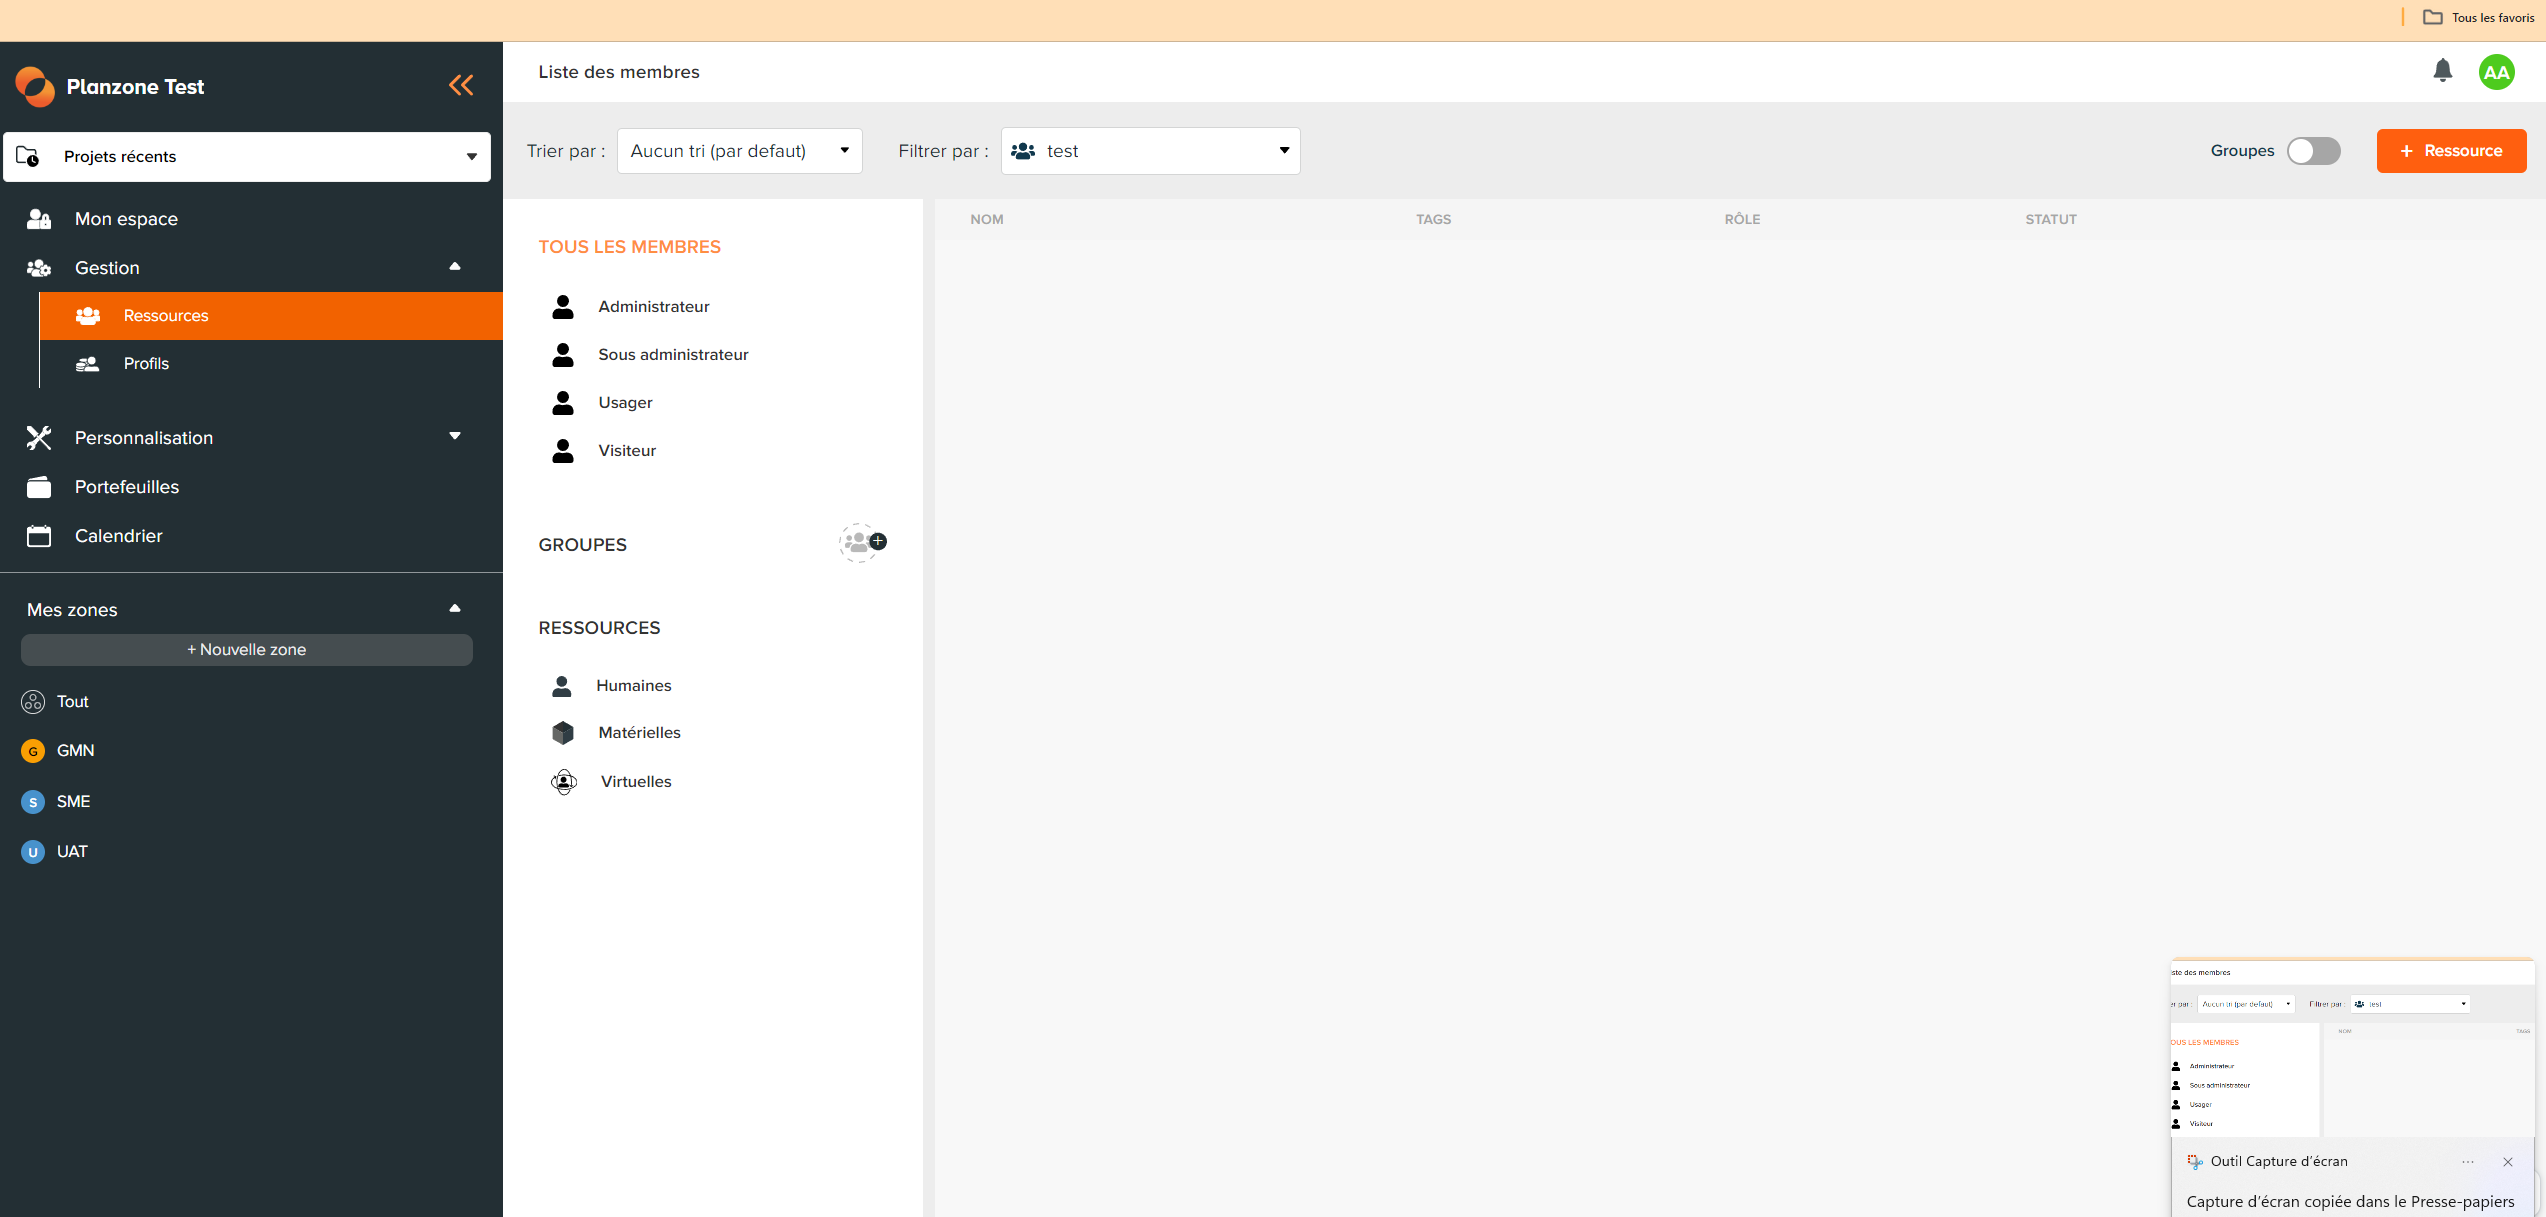 Tous les favoris
Planzone Test
Projets récents
Mon espace
Gestion
Ressources
Profils
Personnalisation
Portefeuilles
Calendrier
Mes zones
+ Nouvelle zone
Tout
G GMN
S SME
U UAT
Liste des membres
AA
Trier par : Aucun tri (par defaut) Filtrer par : test Groupes + Ressource
TOUS LES MEMBRES
Administrateur
Sous administrateur
Usager
Visiteur
GROUPES
RESSOURCES
Humaines
Matérielles
Virtuelles
NOM TAGS RÔLE STATUT
iste des membres
er par : Aucun tri (par defaut) Filtrer par : test
NOM TAGS
OUS LES MEMBRES
Administrateur
Sous administrateur
Usager
Visiteur
Outil Capture d'écran
Capture d'écran copiée dans le Presse-papiers